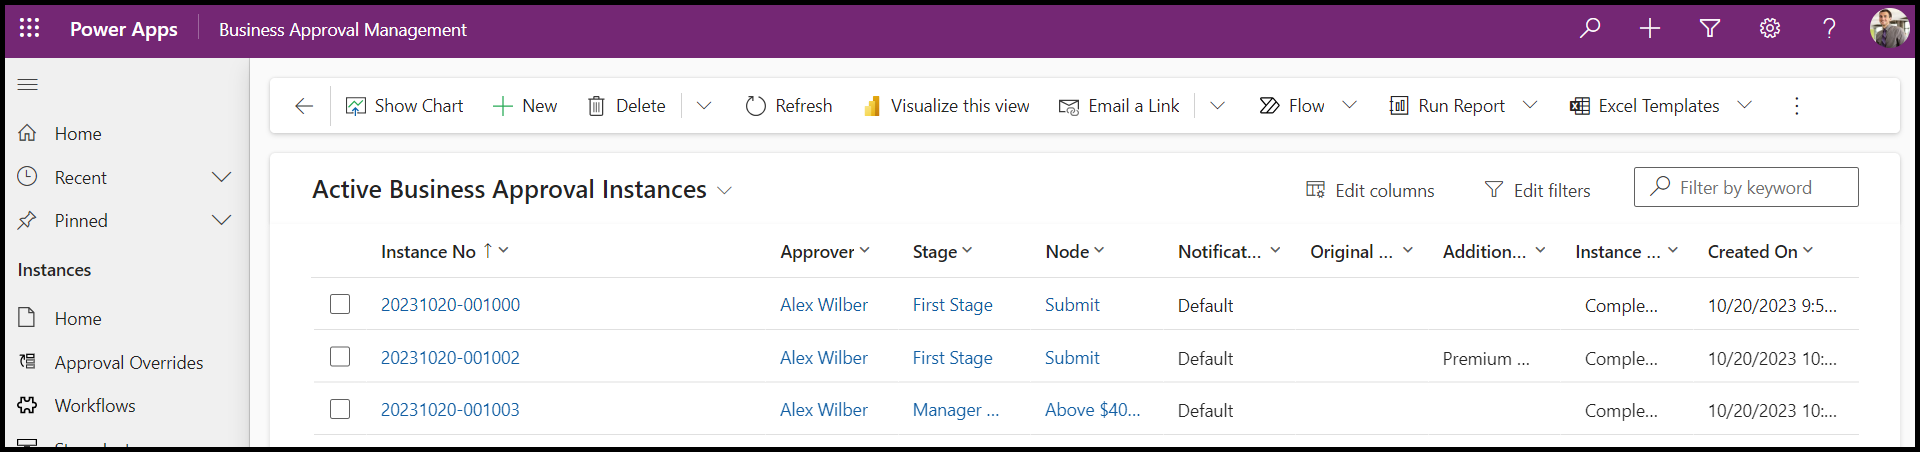 Power Apps Business Approval Management
Show Chart New Delete Refresh Visualize this view Email a Link Flow Run Report Excel Templates
Home
Recent
Pinned
Instances
Home
Approval Overrides
Workflows
Active Business Approval Instances Edit columns Edit filters Filter by keyword
Instance No Approver Stage Node Notificat... Original ... Addition... Instance ... Created On
20231020-001000 Alex Wilber First Stage Submit Default Comple... 10/20/2023 9:5...
20231020-001002 Alex Wilber First Stage Submit Default Premium ... Comple... 10/20/2023 10:...
20231020-001003 Alex Wilber Manager ... Above $40... Default Comple... 10/20/2023 10:...